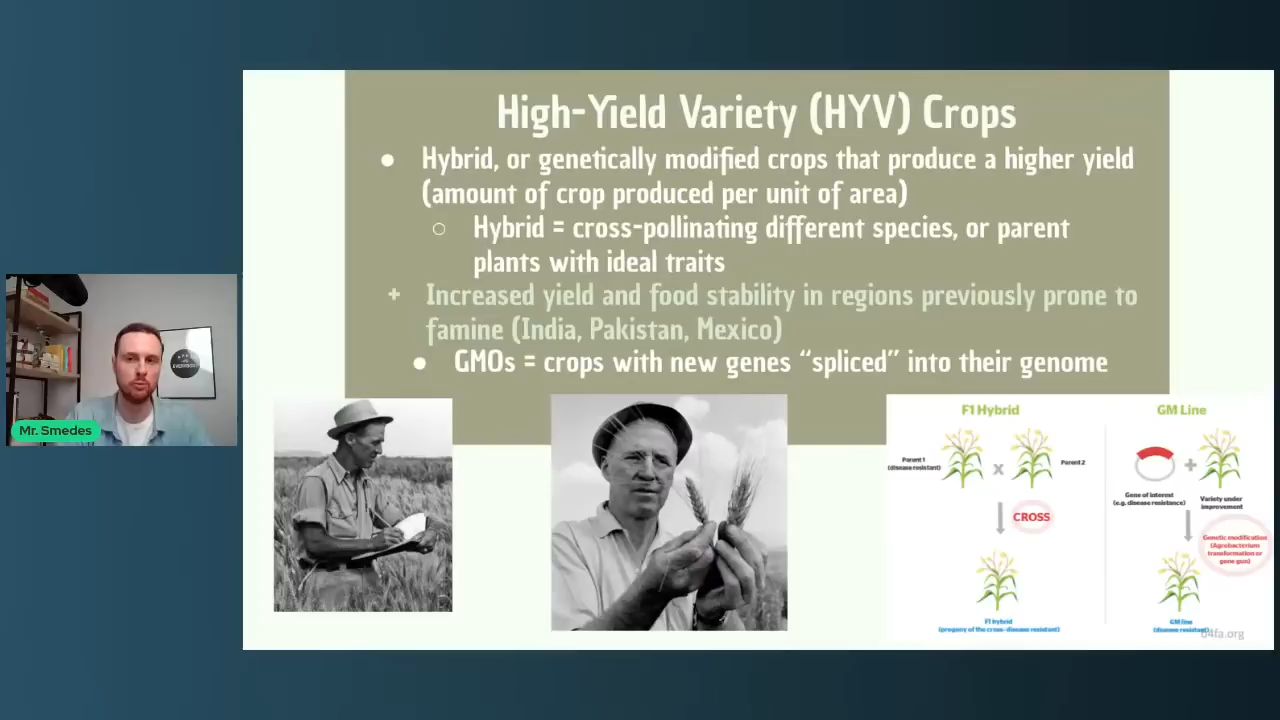 High-Yield Variety (HYV) Crops
● Hybrid, or genetically modified crops that produce a higher yield
(amount of crop produced per unit of area)
○ Hybrid = cross-pollinating different species, or parent
plants with ideal traits
+ Increased yield and food stability in regions previously prone to
famine (India, Pakistan, Mexico)
● GMOs = crops with new genes “spliced” into their genome
Mr. Smedes
F1 Hybrid
Parent 1
(disease resistant)
x
Parent 2
CROSS
F1 hybrid
(progeny of the cross-disease resistant)
GM Line
+
Gene of interest
(e.g. disease resistance)
Variety under
improvement
Genetic modification
(Agrobacterium
transformation or
gene gun)
GM line
(disease resistant)
b4fa.org